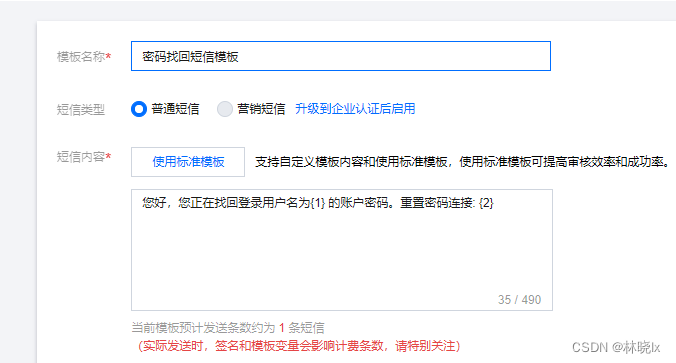 模板名称* 密码找回短信模板
短信类型 普通短信 营销短信 升级到企业认证后启用
短信内容* 使用标准模板 支持自定义模板内容和使用标准模板，使用标准模板可提高审核效率和成功率。
您好，您正在找回登录用户名为{1} 的账户密码。重置密码连接: {2}
35 / 490
当前模板预计发送条数约为 1 条短信
（实际发送时，签名和模板变量会影响计费条数，请特别关注）
CSDN @林晓lx